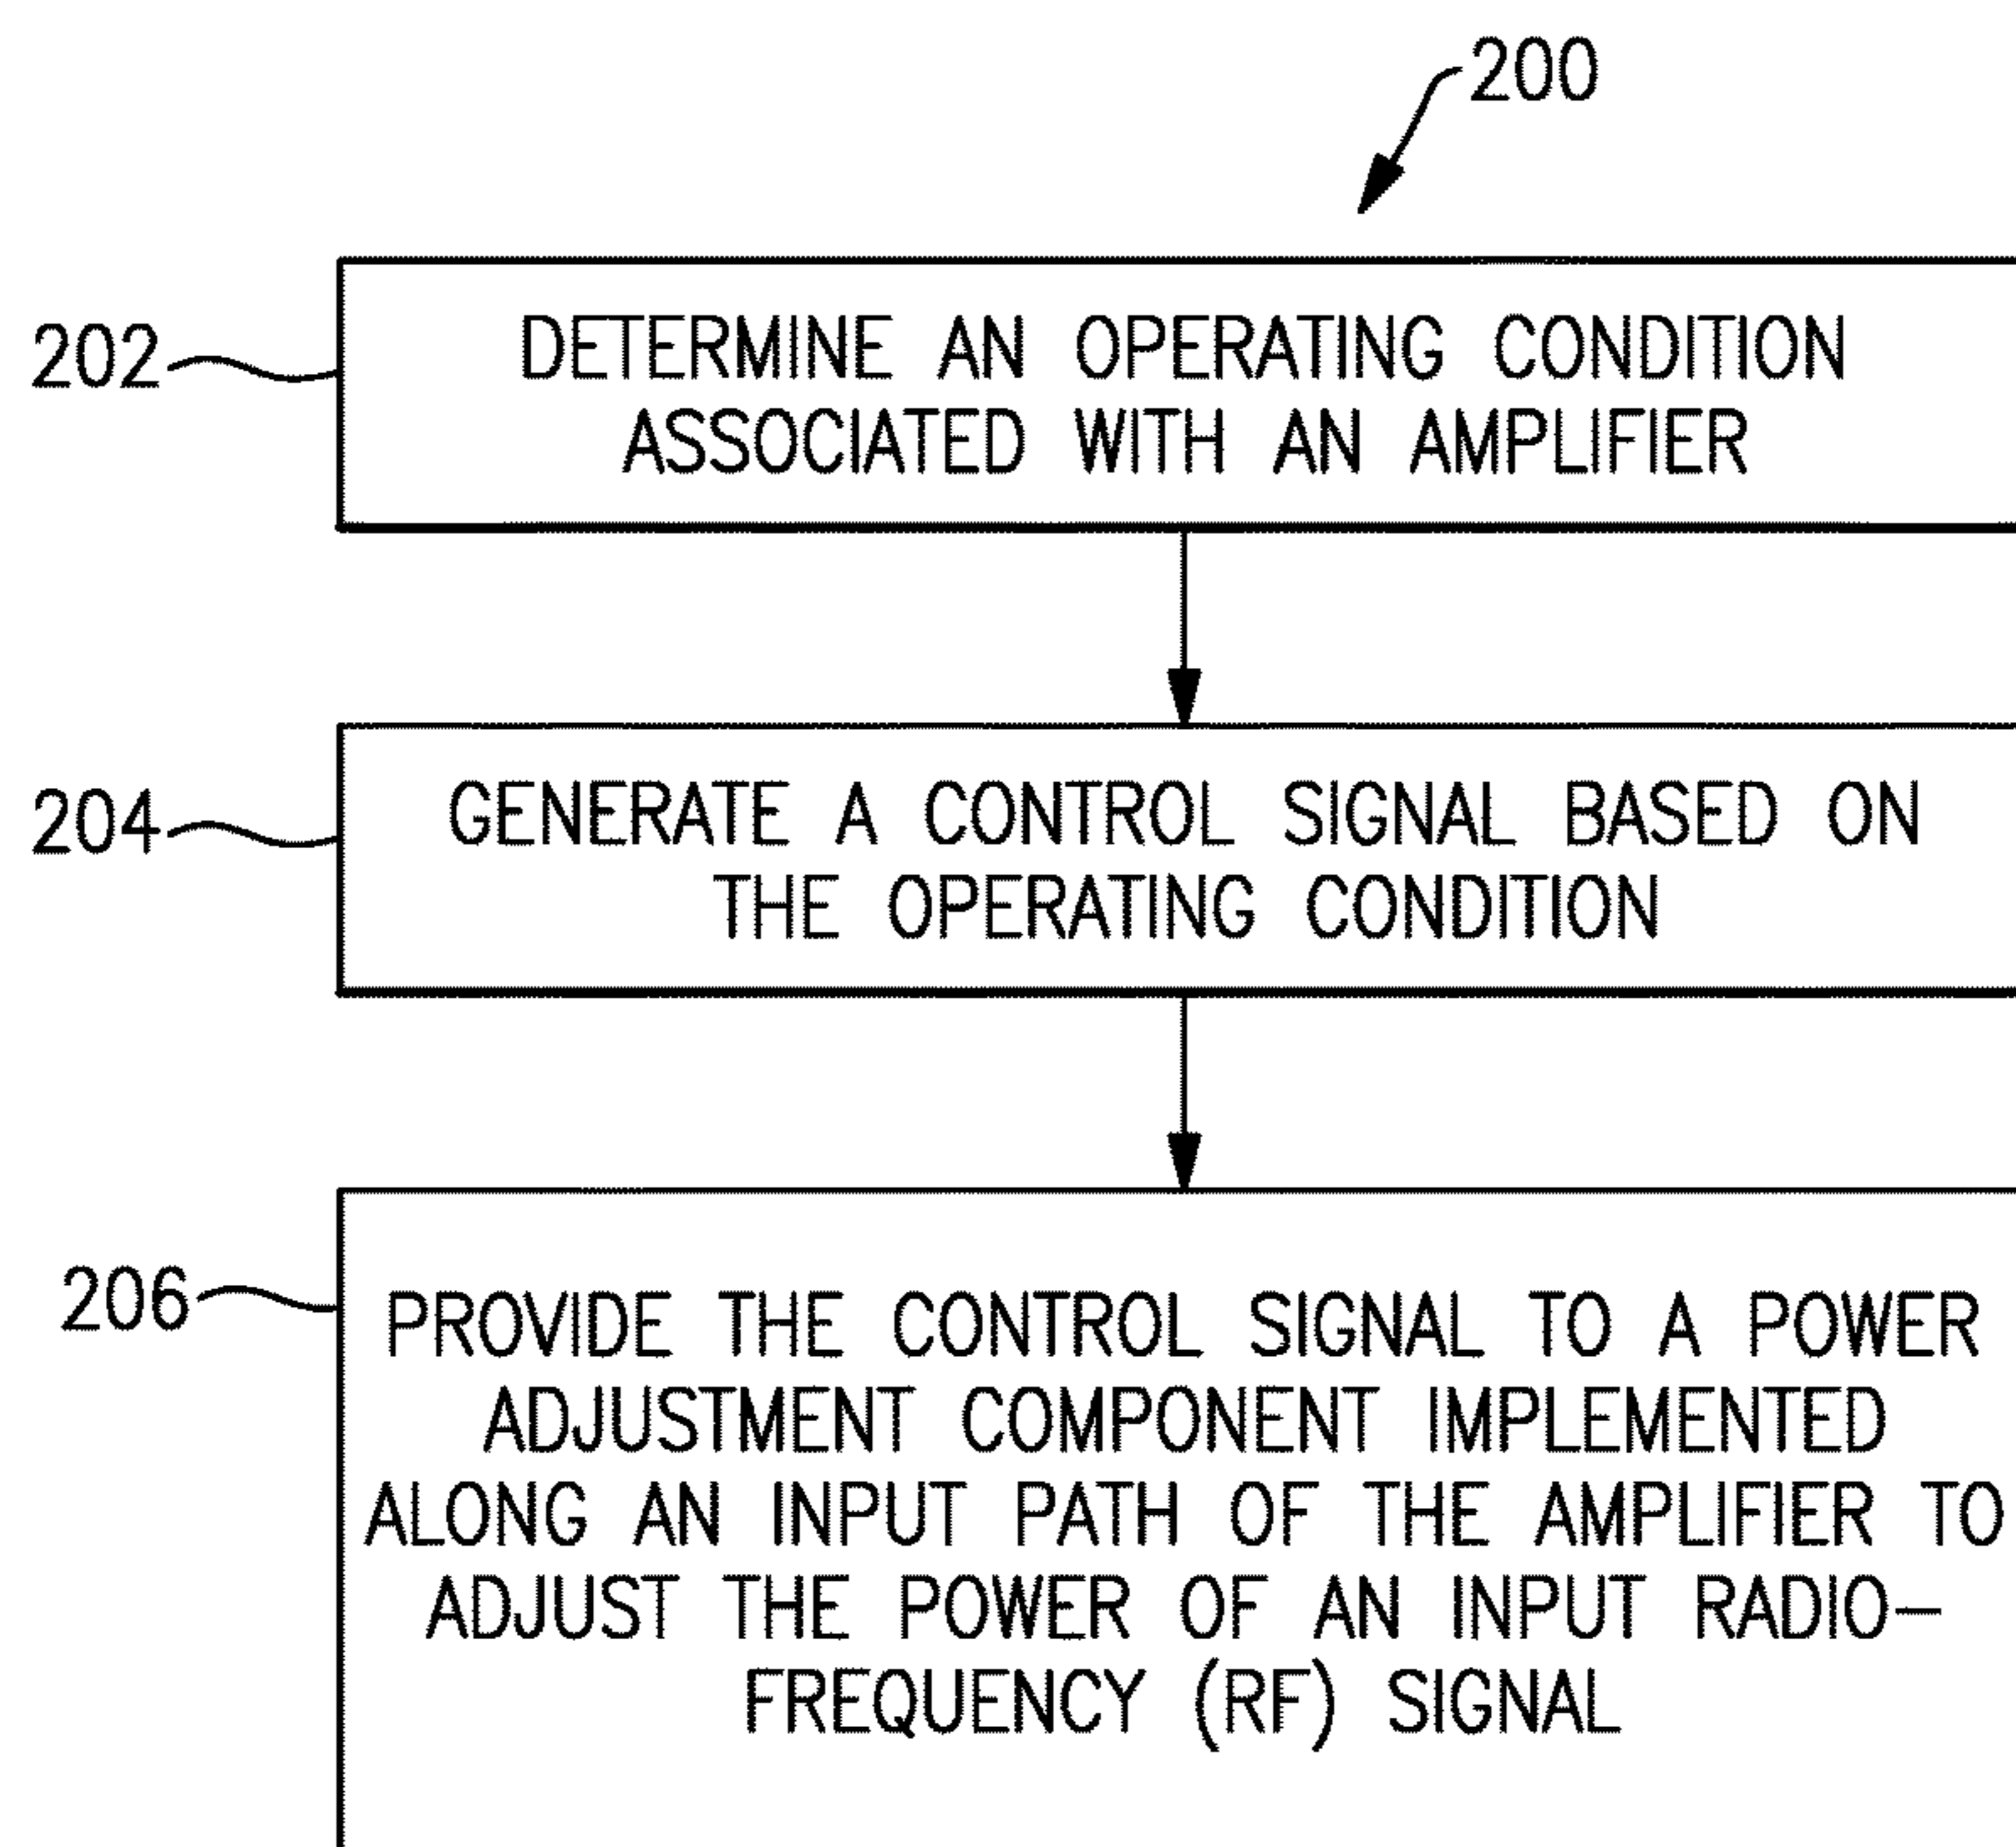 200
202
DETERMINE AN OPERATING CONDITION
ASSOCIATED WITH AN AMPLIFIER
204
GENERATE A CONTROL SIGNAL BASED ON
THE OPERATING CONDITION
206
PROVIDE THE CONTROL SIGNAL TO A POWER
ADJUSTMENT COMPONENT IMPLEMENTED
ALONG AN INPUT PATH OF THE AMPLIFIER TO
ADJUST THE POWER OF AN INPUT RADIO-
FREQUENCY (RF) SIGNAL